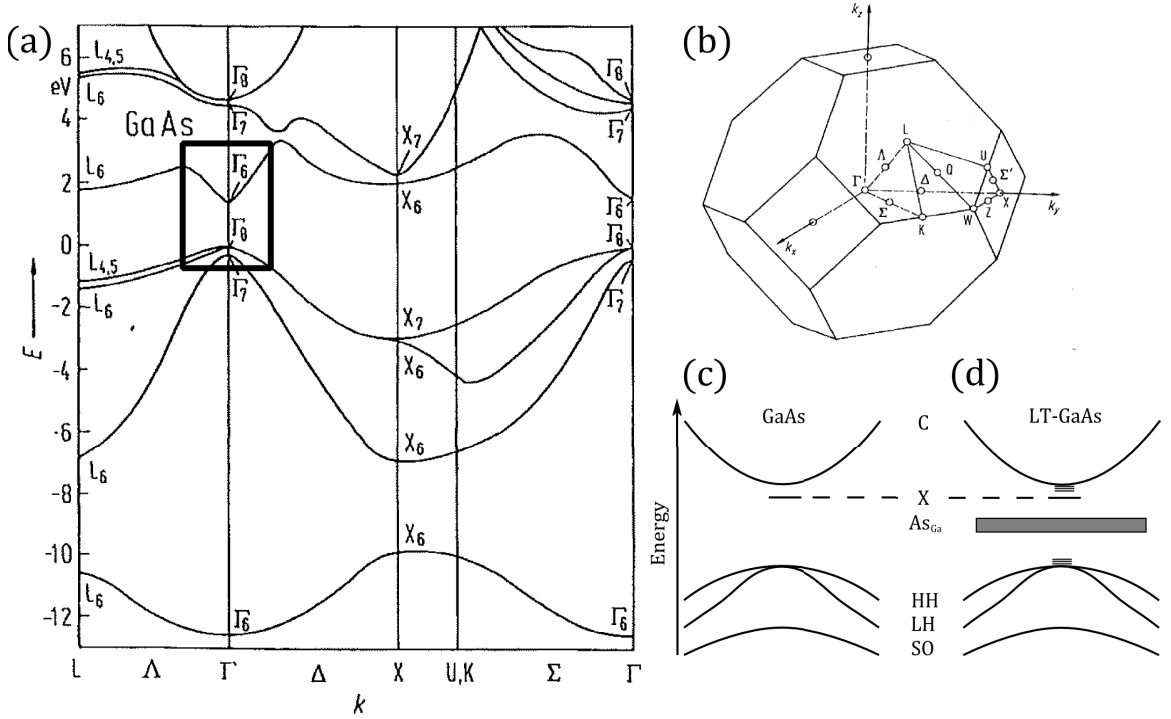 (a)
6
eV
4
2
0
-2
-4
-6
-8
-10
-12
E
GaAs
L4,5
L6
L6
L4,5
L6
L6
L6
Γ8
Γ7
Γ6
Γ8
Γ7
Γ6
X7
X6
X7
X6
X6
X6
Γ8
Γ7
Γ6
Γ8
Γ7
Γ6
L Λ Γ Δ X U,K Σ Γ
k
(b)
kz
L
Λ
U
Γ
Δ
Q
Σ'
X
ky
Σ
K
W
Z
kx
(c)
(d)
GaAs
C
LT-GaAs
X
AsGa
Energy
HH
LH
SO